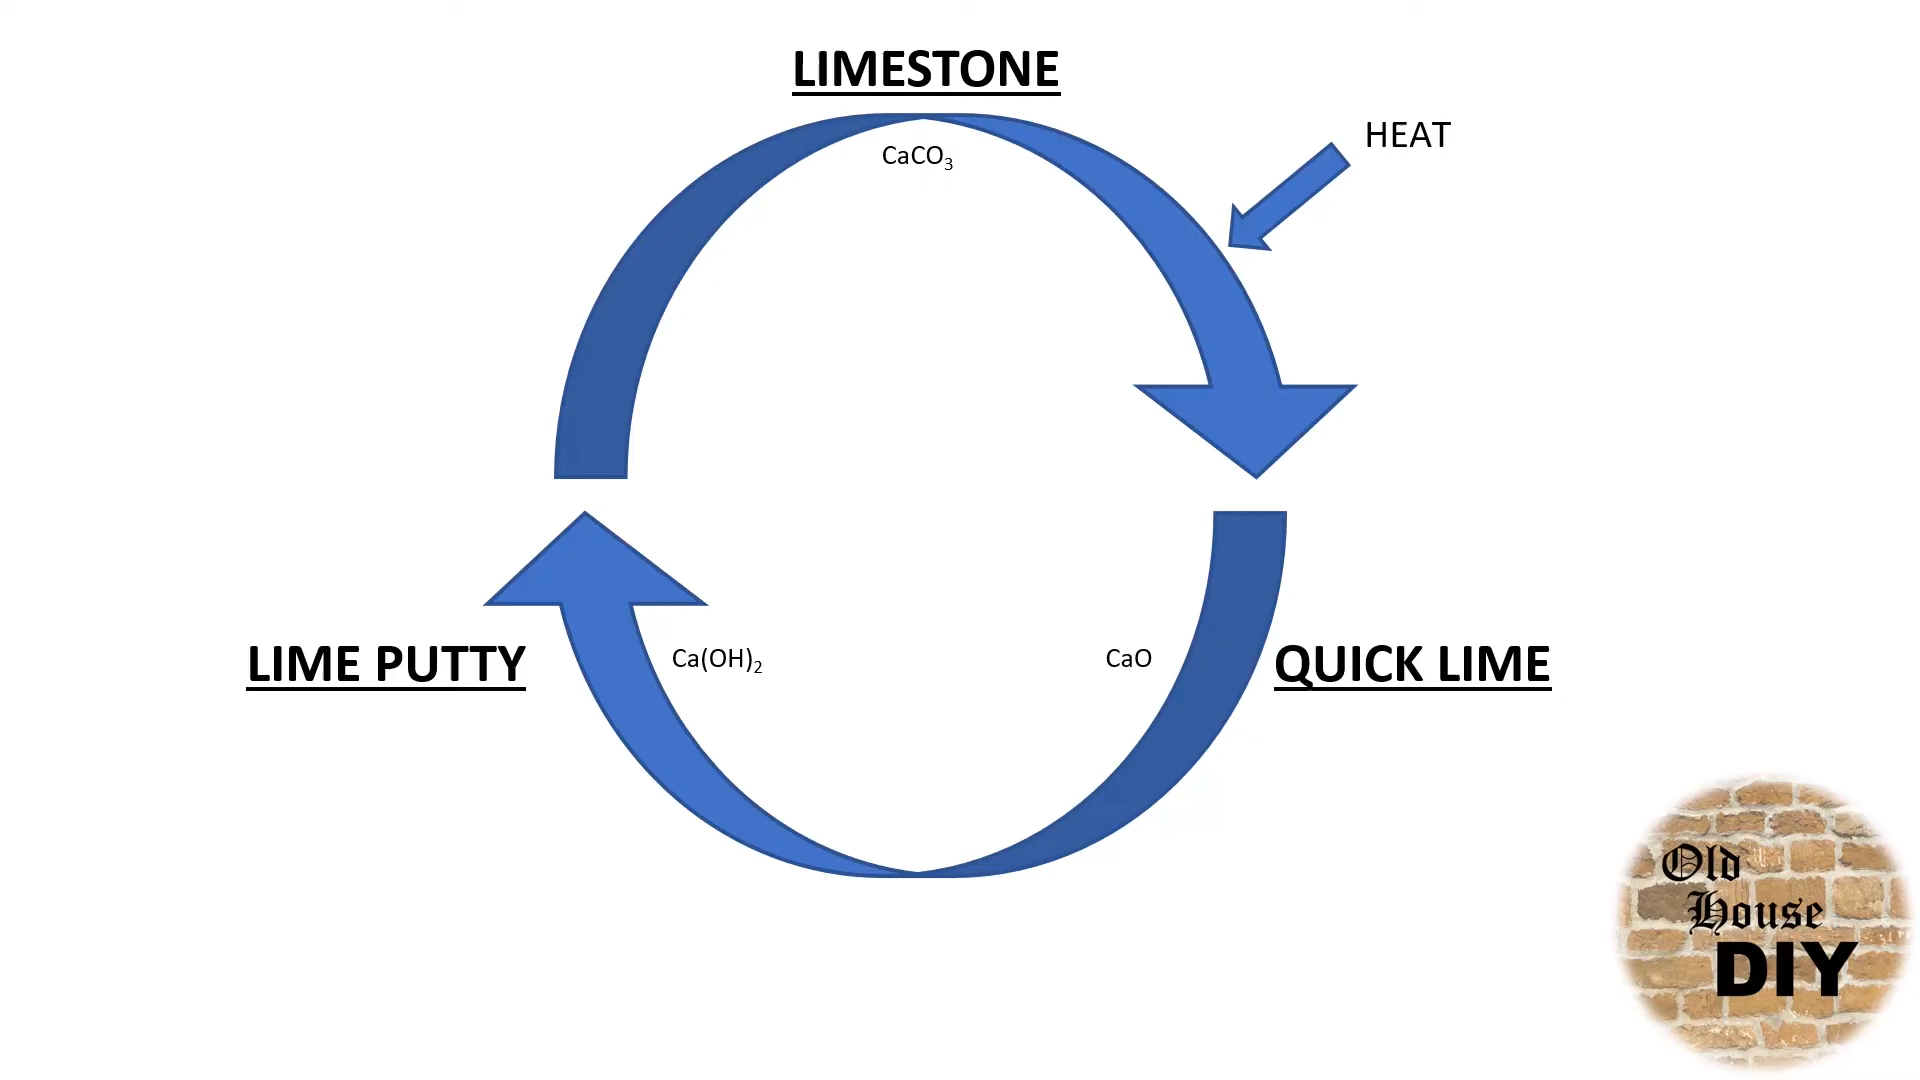 LIMESTONE
CaCO₃
HEAT
LIME PUTTY
Ca(OH)₂
CaO
QUICK LIME
Old
House
DIY